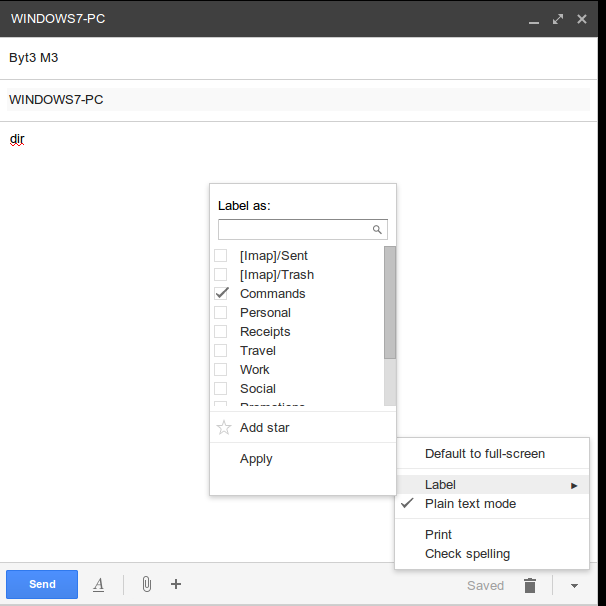 WINDOWS7-PC
Byt3 M3
WINDOWS7-PC
dir
Label as:
[Imap]/Sent
[Imap]/Trash
Commands
Personal
Receipts
Travel
Work
Social
Promotions
Add star
Apply
Default to full-screen
Label
Plain text mode
Print
Check spelling
Send
A
Saved